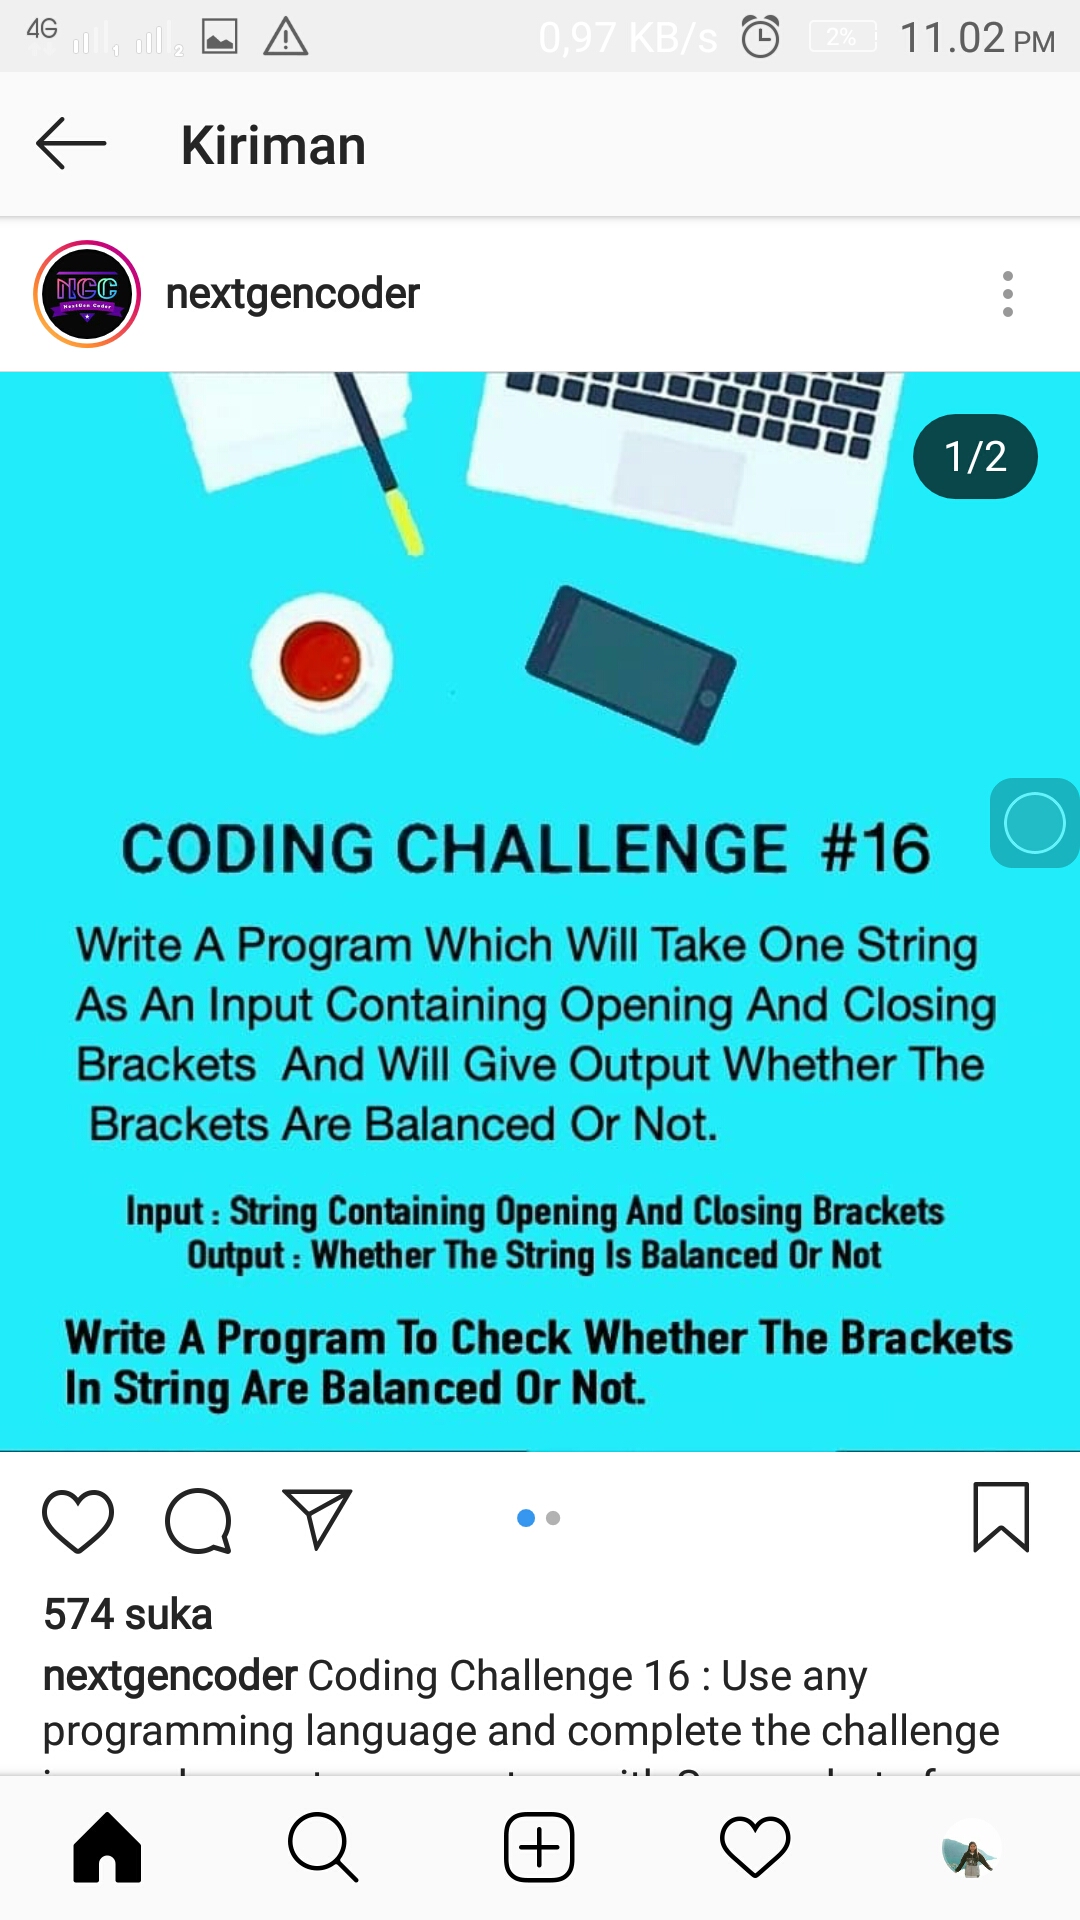 4G 1 2 0,97 KB/s 2% 11.02 PM
Kiriman
NGC
NextGen Coder
nextgencoder
1/2
CODING CHALLENGE #16
Write A Program Which Will Take One String
As An Input Containing Opening And Closing
Brackets And Will Give Output Whether The
Brackets Are Balanced Or Not.
Input : String Containing Opening And Closing Brackets
Output : Whether The String Is Balanced Or Not
Write A Program To Check Whether The Brackets
In String Are Balanced Or Not.
574 suka
nextgencoder Coding Challenge 16 : Use any
programming language and complete the challenge